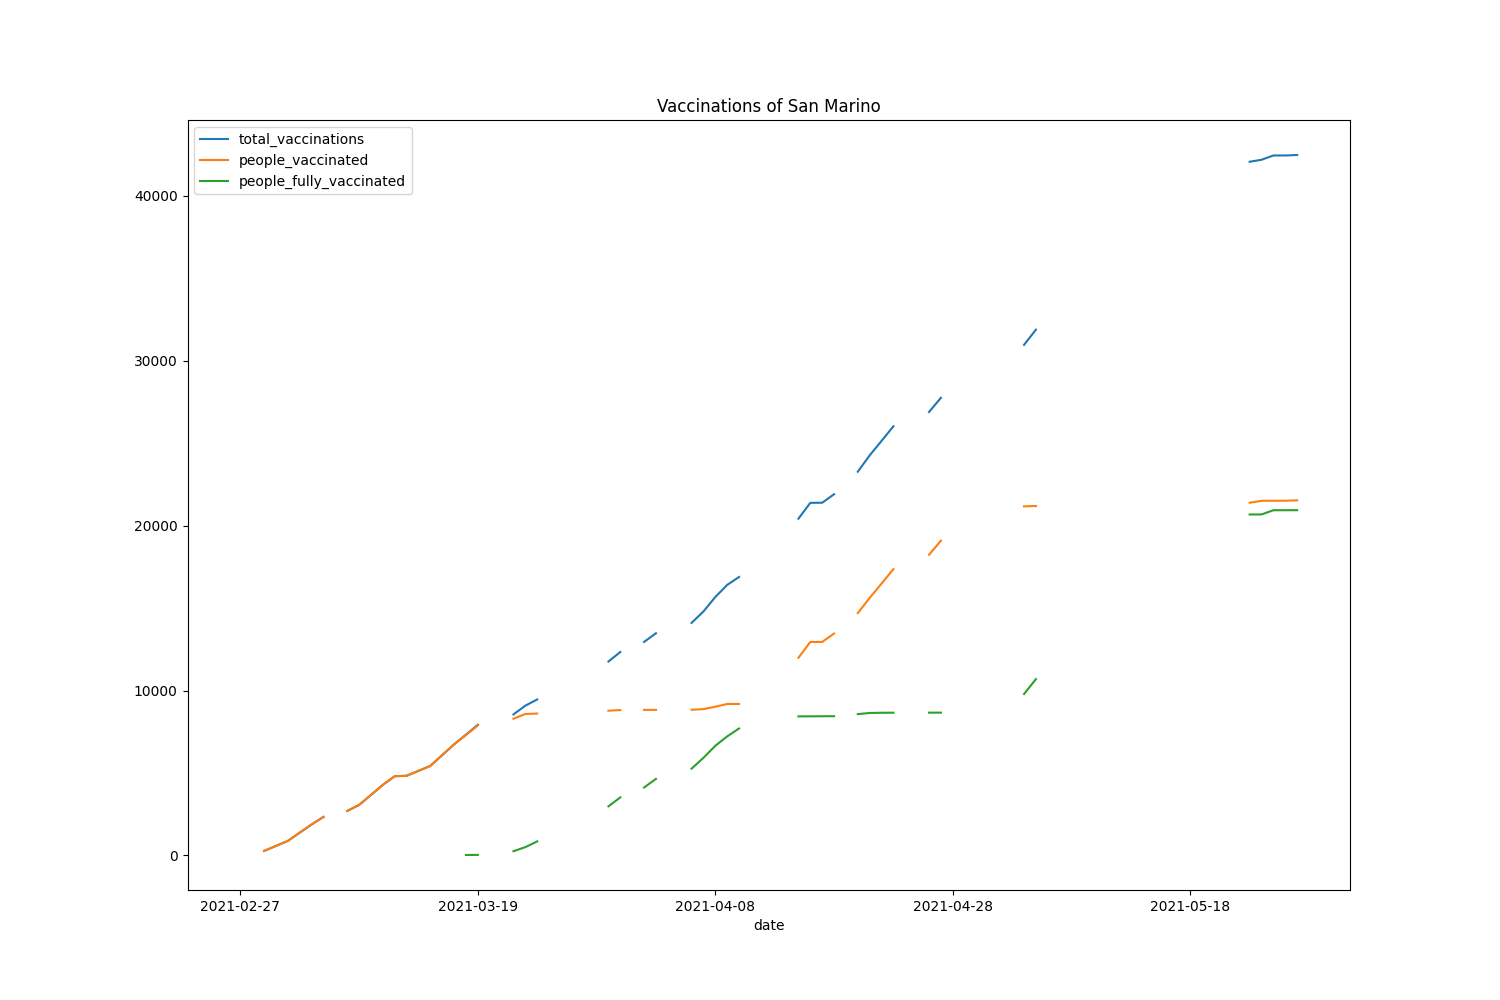 Vaccinations of San Marino
total_vaccinations
people_vaccinated
people_fully_vaccinated
40000
30000
20000
10000
0
2021-02-27
2021-03-19
2021-04-08
2021-04-28
2021-05-18
date